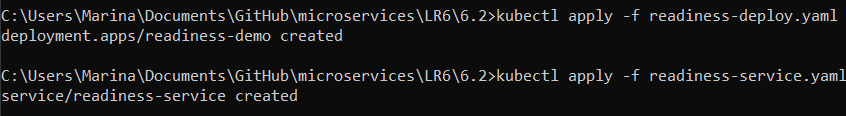 C:\Users\Marina\Documents\GitHub\microservices\LR6\6.2>kubectl apply -f readiness-deploy.yaml
deployment.apps/readiness-demo created
C:\Users\Marina\Documents\GitHub\microservices\LR6\6.2>kubectl apply -f readiness-service.yaml
service/readiness-service created